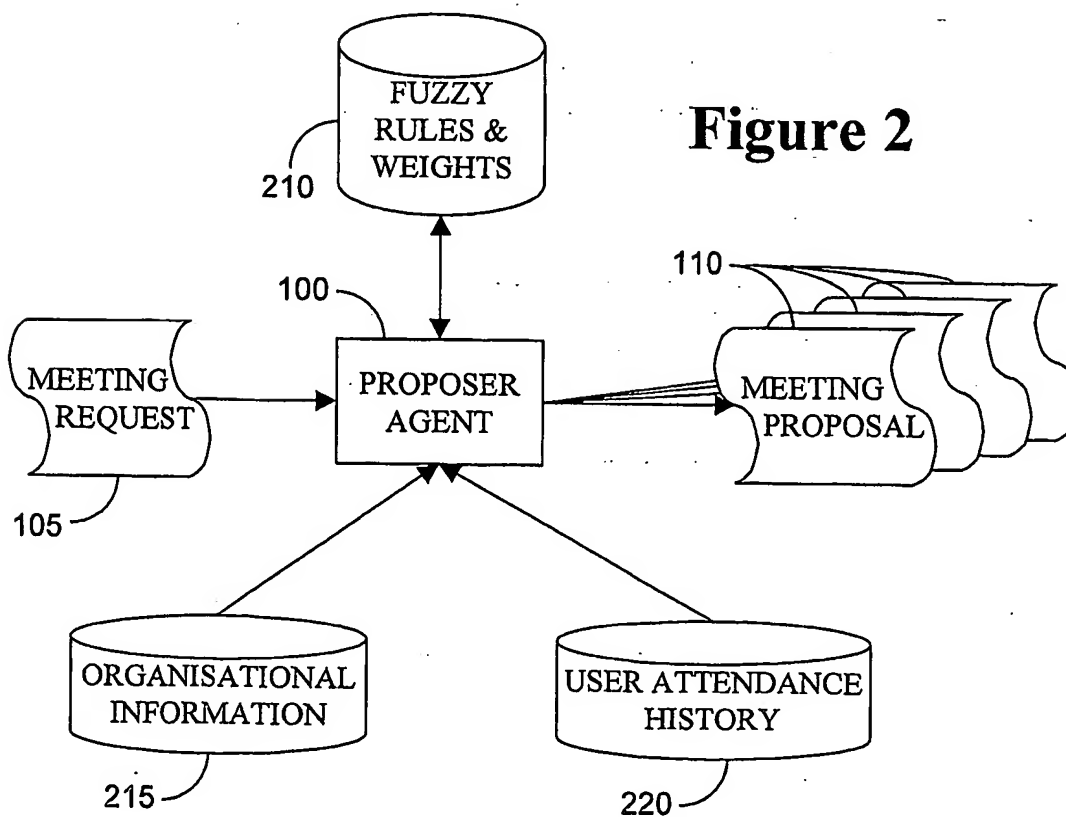 FUZZY
RULES &
WEIGHTS
Figure 2
210
110
100
MEETING
REQUEST
PROPOSER
AGENT
MEETING
PROPOSAL
105
ORGANISATIONAL
INFORMATION
USER ATTENDANCE
HISTORY
215
220